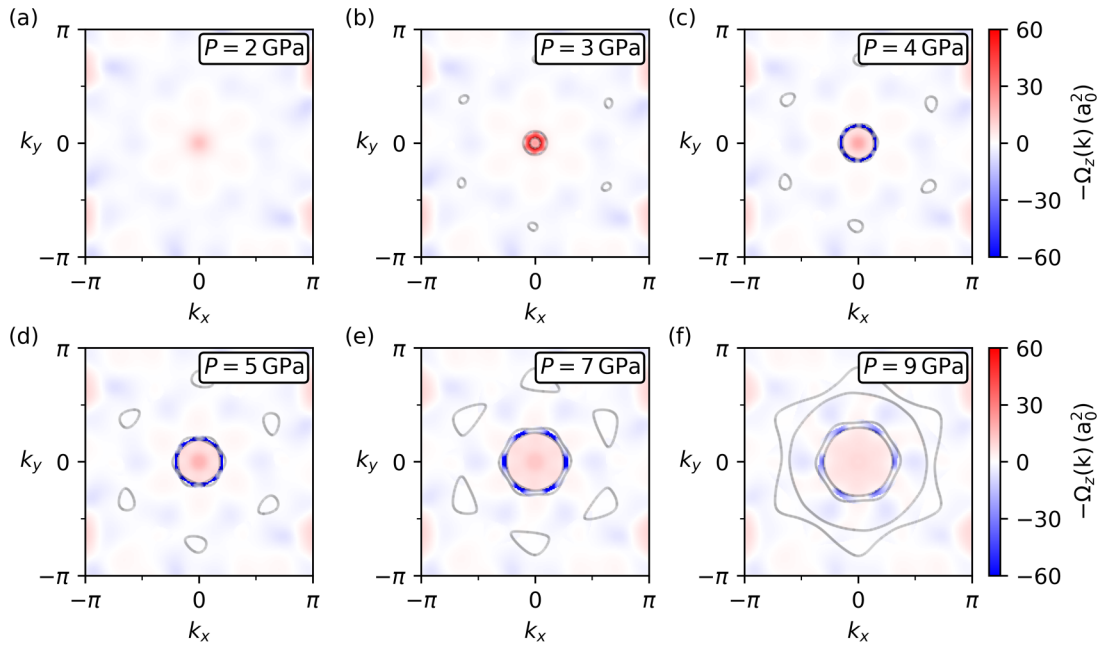 (a)
P = 2 GPa
π
k_y
0
−π
−π
0
π
k_x
(b)
P = 3 GPa
π
k_y
0
−π
−π
0
π
k_x
(c)
P = 4 GPa
π
k_y
0
−π
−π
0
π
k_x
60
30
0
−30
−60
−Ω_z(k) (a_0^2)
(d)
P = 5 GPa
π
k_y
0
−π
−π
0
π
k_x
(e)
P = 7 GPa
π
k_y
0
−π
−π
0
π
k_x
(f)
P = 9 GPa
π
k_y
0
−π
−π
0
π
k_x
60
30
0
−30
−60
−Ω_z(k) (a_0^2)